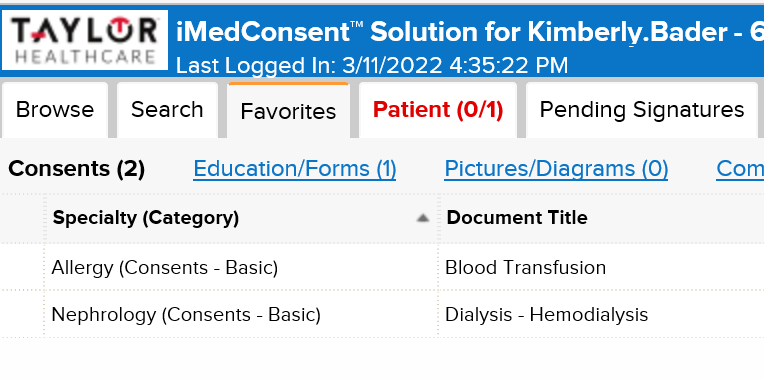 TAYLOR
HEALTHCARE
iMedConsent™ Solution for Kimberly.Bader - 6
Last Logged In: 3/11/2022 4:35:22 PM
Browse Search Favorites Patient (0/1) Pending Signatures
Consents (2) Education/Forms (1) Pictures/Diagrams (0) Com
Specialty (Category) Document Title
Allergy (Consents - Basic) Blood Transfusion
Nephrology (Consents - Basic) Dialysis - Hemodialysis